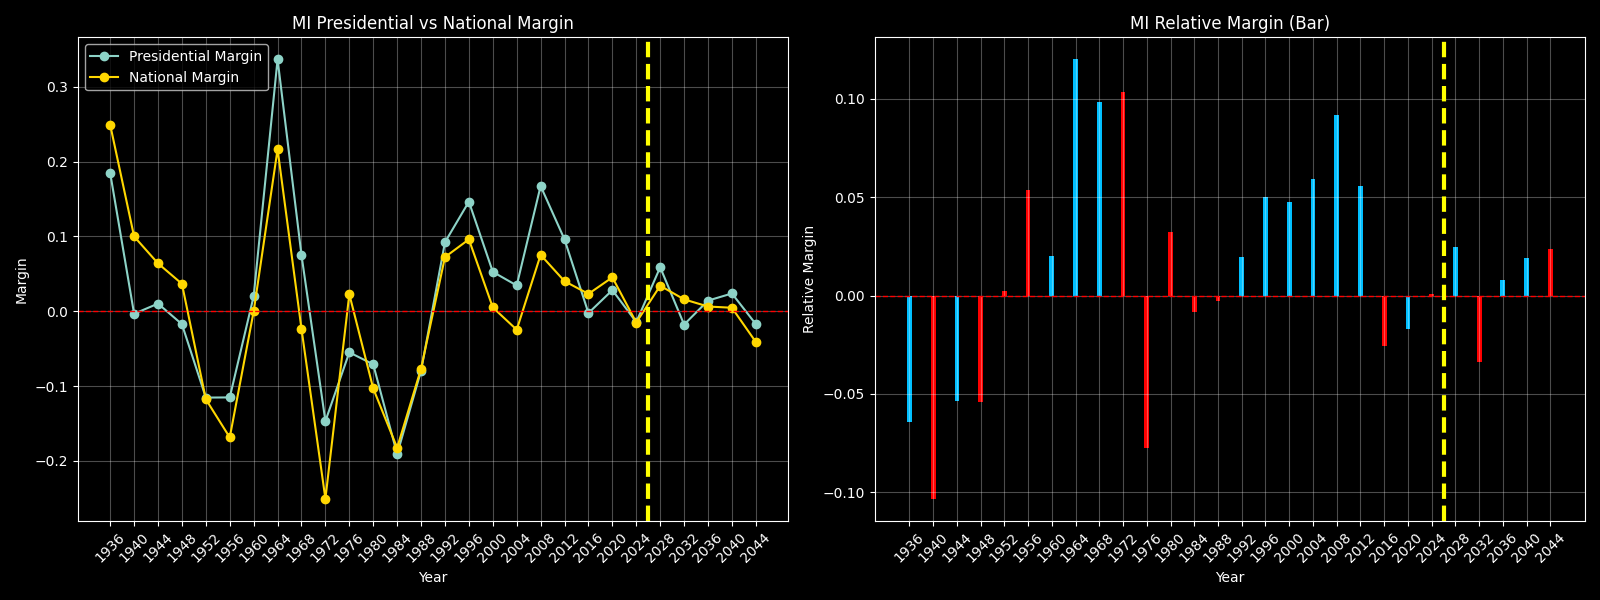 MI Presidential vs National Margin
Presidential Margin
National Margin
Margin
0.3
0.2
0.1
0.0
−0.1
−0.2
1936 1940 1944 1948 1952 1956 1960 1964 1968 1972 1976 1980 1984 1988 1992 1996 2000 2004 2008 2012 2016 2020 2024 2028 2032 2036 2040 2044
Year
MI Relative Margin (Bar)
Relative Margin
0.10
0.05
0.00
−0.05
−0.10
1936 1940 1944 1948 1952 1956 1960 1964 1968 1972 1976 1980 1984 1988 1992 1996 2000 2004 2008 2012 2016 2020 2024 2028 2032 2036 2040 2044
Year